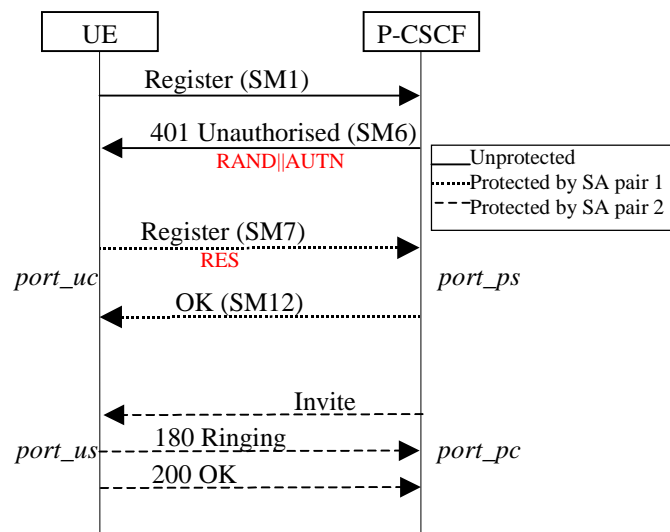 UE
P-CSCF
Register (SM1)
401 Unauthorised (SM6)
RAND||AUTN
Unprotected
Protected by SA pair 1
Protected by SA pair 2
Register (SM7)
RES
port_uc
port_ps
OK (SM12)
Invite
port_us
180 Ringing
port_pc
200 OK